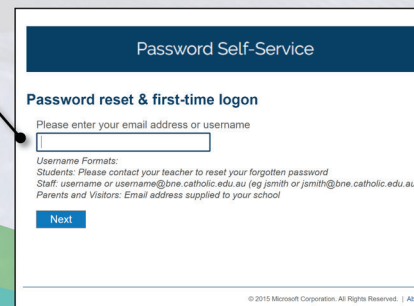 Password Self-Service
Password reset & first-time logon
Please enter your email address or username
Username Formats:
Students: Please contact your teacher to reset your forgotten password
Staff: username or username@bne.catholic.edu.au (eg jsmith or jsmith@bne.catholic.edu.au
Parents and Visitors: Email address supplied to your school
Next
© 2015 Microsoft Corporation. All Rights Reserved. | Ab